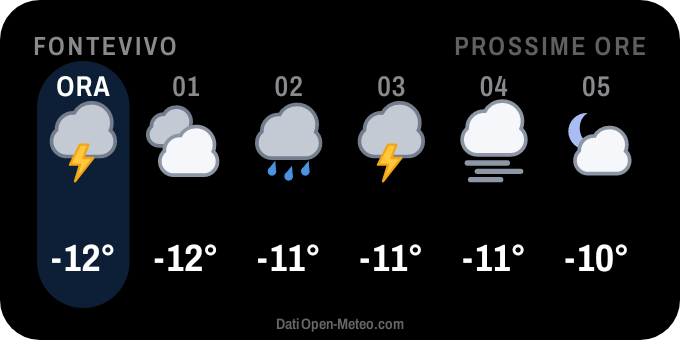 FONTEVIVO PROSSIME ORE
ORA 01 02 03 04 05
-12° -12° -11° -11° -11° -10°
Dati Open-Meteo.com